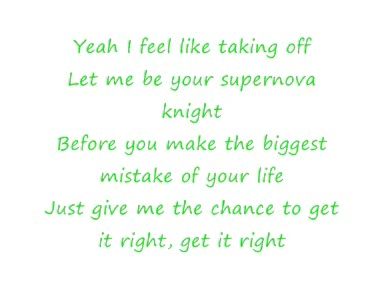 Yeah I feel like taking off
Let me be your supernova
knight
Before you make the biggest
mistake of your life
Just give me the chance to get
it right, get it right